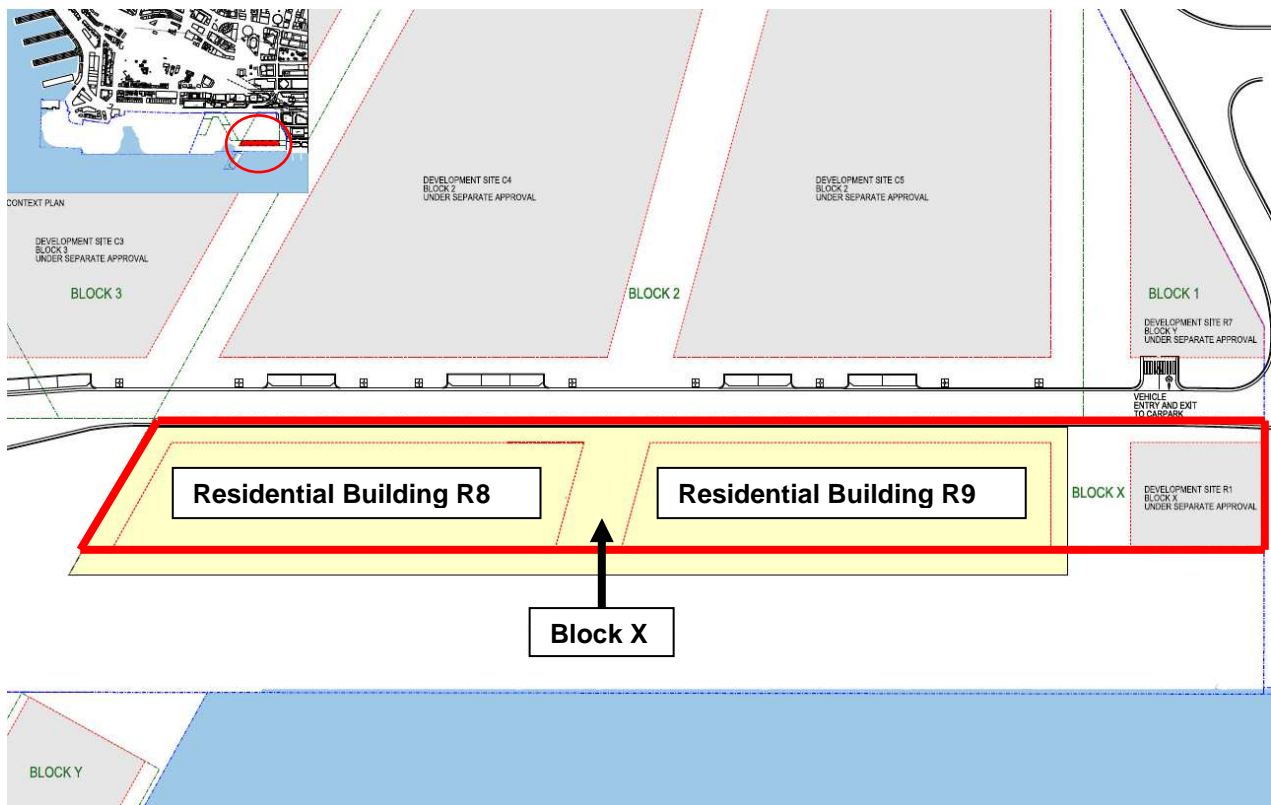 CONTEXT PLAN
DEVELOPMENT SITE C3
BLOCK 3
UNDER SEPARATE APPROVAL
BLOCK 3
DEVELOPMENT SITE C4
BLOCK 2
UNDER SEPARATE APPROVAL
BLOCK 2
DEVELOPMENT SITE C5
BLOCK 2
UNDER SEPARATE APPROVAL
BLOCK 1
DEVELOPMENT SITE R7
BLOCK Y
UNDER SEPARATE APPROVAL
VEHICLE
ENTRY AND EXIT
TO CARPARK
Residential Building R8
Residential Building R9
BLOCK X
DEVELOPMENT SITE R1
BLOCK X
UNDER SEPARATE APPROVAL
Block X
BLOCK Y